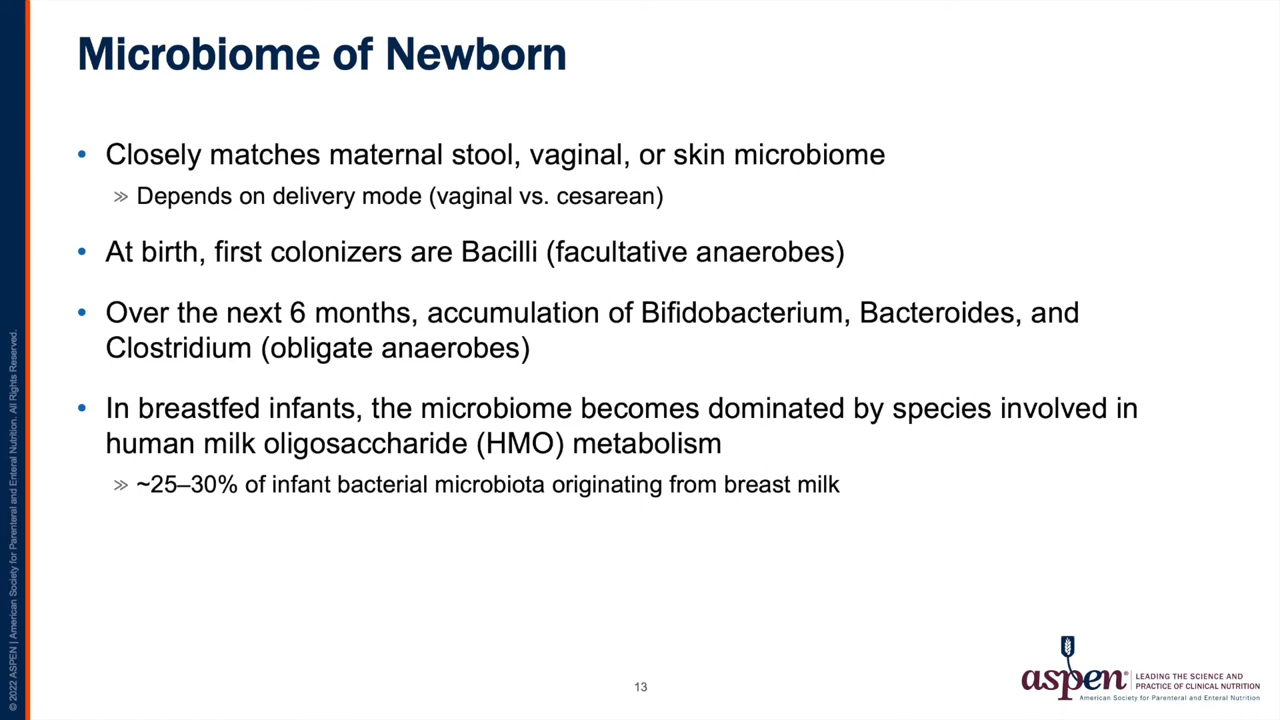 Microbiome of Newborn
• Closely matches maternal stool, vaginal, or skin microbiome
» Depends on delivery mode (vaginal vs. cesarean)
• At birth, first colonizers are Bacilli (facultative anaerobes)
• Over the next 6 months, accumulation of Bifidobacterium, Bacteroides, and
Clostridium (obligate anaerobes)
• In breastfed infants, the microbiome becomes dominated by species involved in
human milk oligosaccharide (HMO) metabolism
» ~25–30% of infant bacterial microbiota originating from breast milk
© 2022 ASPEN | American Society for Parenteral and Enteral Nutrition. All Rights Reserved.
13
aspen®
LEADING THE SCIENCE AND
PRACTICE OF CLINICAL NUTRITION
American Society for Parenteral and Enteral Nutrition